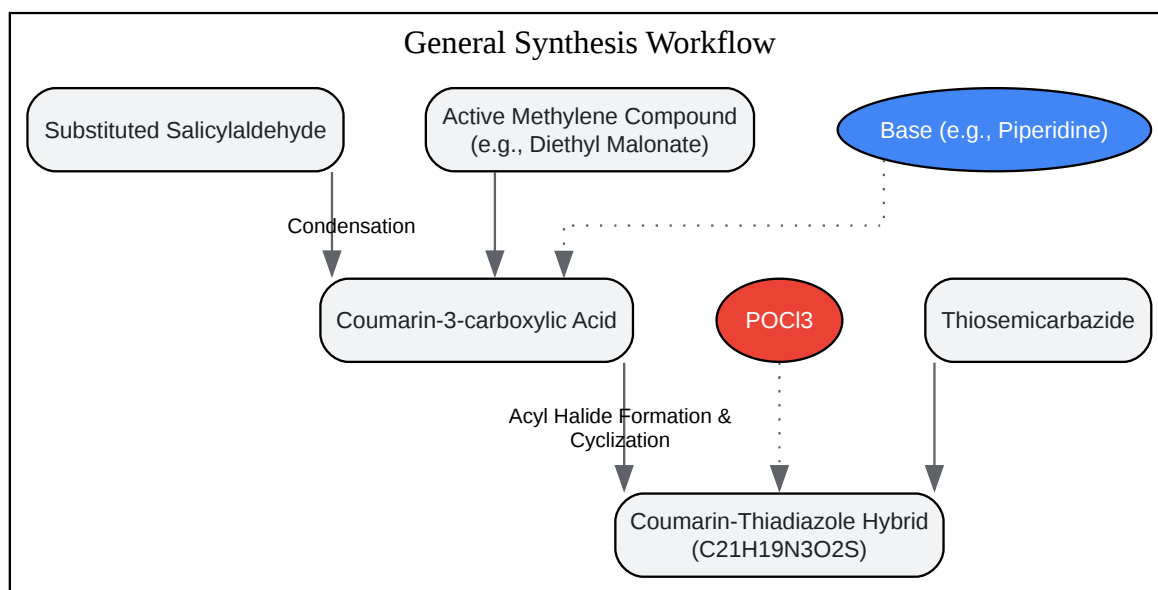 General Synthesis Workflow
Substituted Salicylaldehyde
Active Methylene Compound
(e.g., Diethyl Malonate)
Base (e.g., Piperidine)
Condensation
Coumarin-3-carboxylic Acid
POCl3
Thiosemicarbazide
Acyl Halide Formation &
Cyclization
Coumarin-Thiadiazole Hybrid
(C21H19N3O2S)